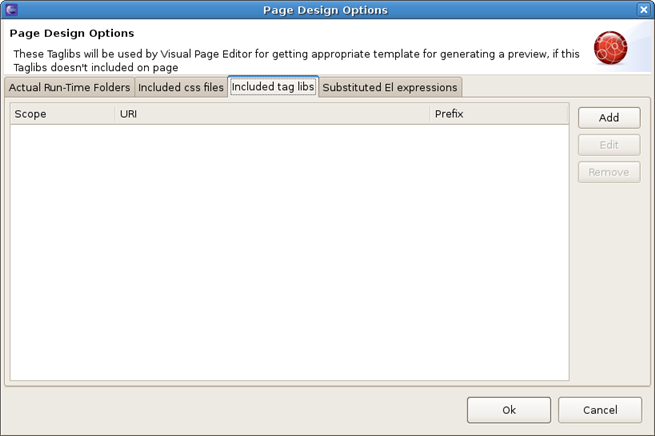 Page Design Options
Page Design Options
These Taglibs will be used by Visual Page Editor for getting appropriate template for generating a preview, if this
Taglibs doesn't included on page
Actual Run-Time Folders Included css files Included tag libs Substituted El expressions
Scope URI Prefix
Add
Edit
Remove
Ok Cancel